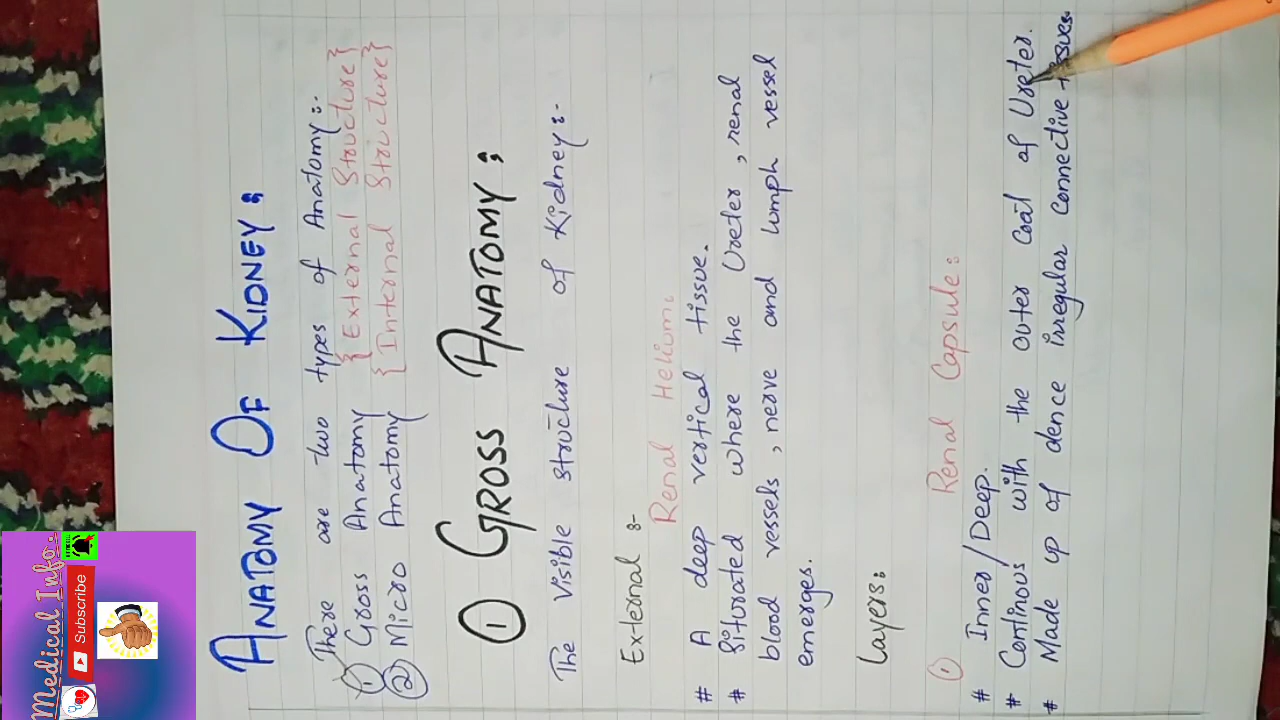 ANATOMY OF KIDNEY:
There are two types of Anatomy:-
① Gross Anatomy { External Structure }
② Micro Anatomy { Internal Structure }
① GROSS ANATOMY:
The visible structure of Kidney:-
External :-
Renal Helium:
# A deep vertical tissue.
# Siturated where the Ureter, renal
blood vessels, nerve and lumph vessel
emerges.
Layers:
① Renal Capsule:
# Inner/Deep.
# Continous with the outer coat of Ureter.
# Made up of dence irregular connective
Medical Info.
Subscribe